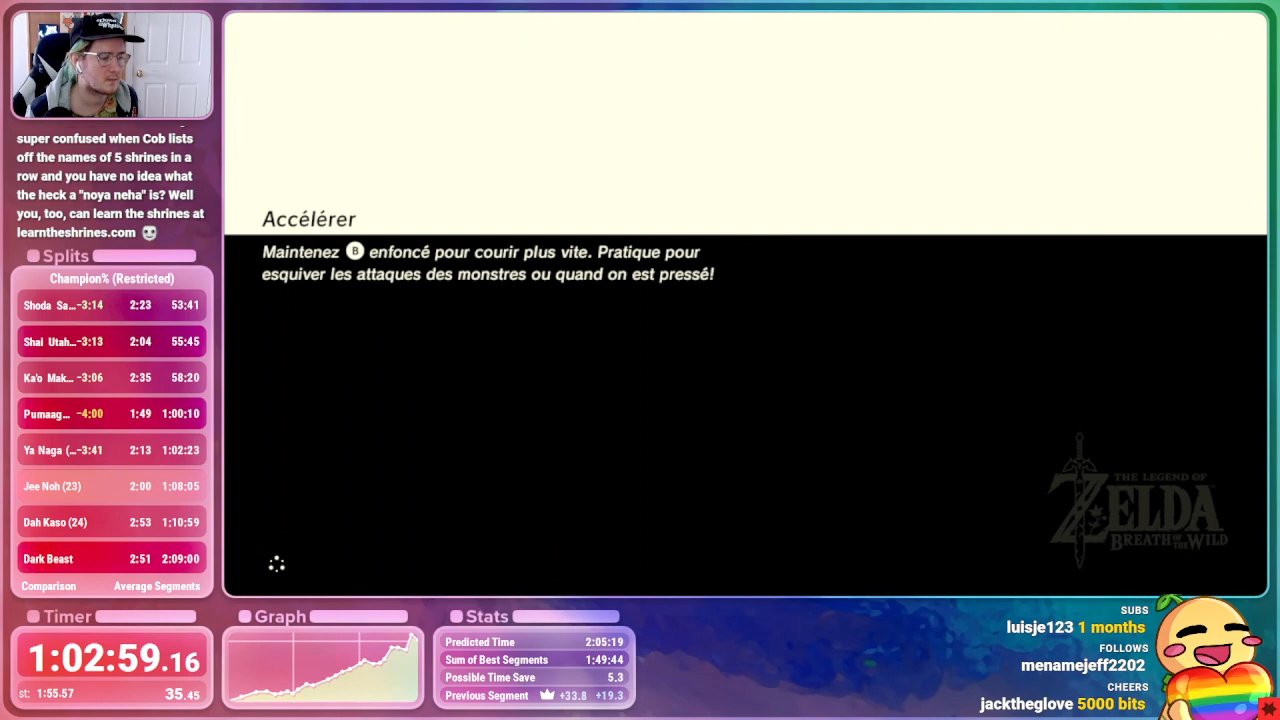 super confused when Cob lists
off the names of 5 shrines in a
row and you have no idea what
the heck a "noya neha" is? Well
you, too, can learn the shrines at
learntheshrines.com
Splits
Champion% (Restricted)
Shoda Sa... -3:14 2:23 53:41
Shai Utah... -3:13 2:04 55:45
Ka'o Mak... -3:06 2:35 58:20
Pumaag... -4:00 1:49 1:00:10
Ya Naga (... -3:41 2:13 1:02:23
Jee Noh (23) 2:00 1:08:05
Dah Kaso (24) 2:53 1:10:59
Dark Beast 2:51 2:09:00
Comparison Average Segments
Timer
1:02:59.16
st: 1:55.57 35.45
Accélérer
Maintenez B enfoncé pour courir plus vite. Pratique pour
esquiver les attaques des monstres ou quand on est pressé!
THE LEGEND OF
ZELDA
BREATH OF THE WILD
Graph
Stats
Predicted Time 2:05:19
Sum of Best Segments 1:49:44
Possible Time Save 5.3
Previous Segment +33.8 +19.3
SUBS
luisje123 1 months
FOLLOWS
menamejeff2202
CHEERS
jacktheglove 5000 bits